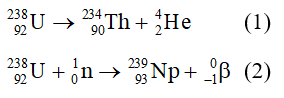 ²³⁸₉₂U → ²³⁴₉₀Th + ⁴₂He (1)
²³⁸₉₂U + ¹₀n → ²³⁹₉₃Np + ⁰₋₁β (2)